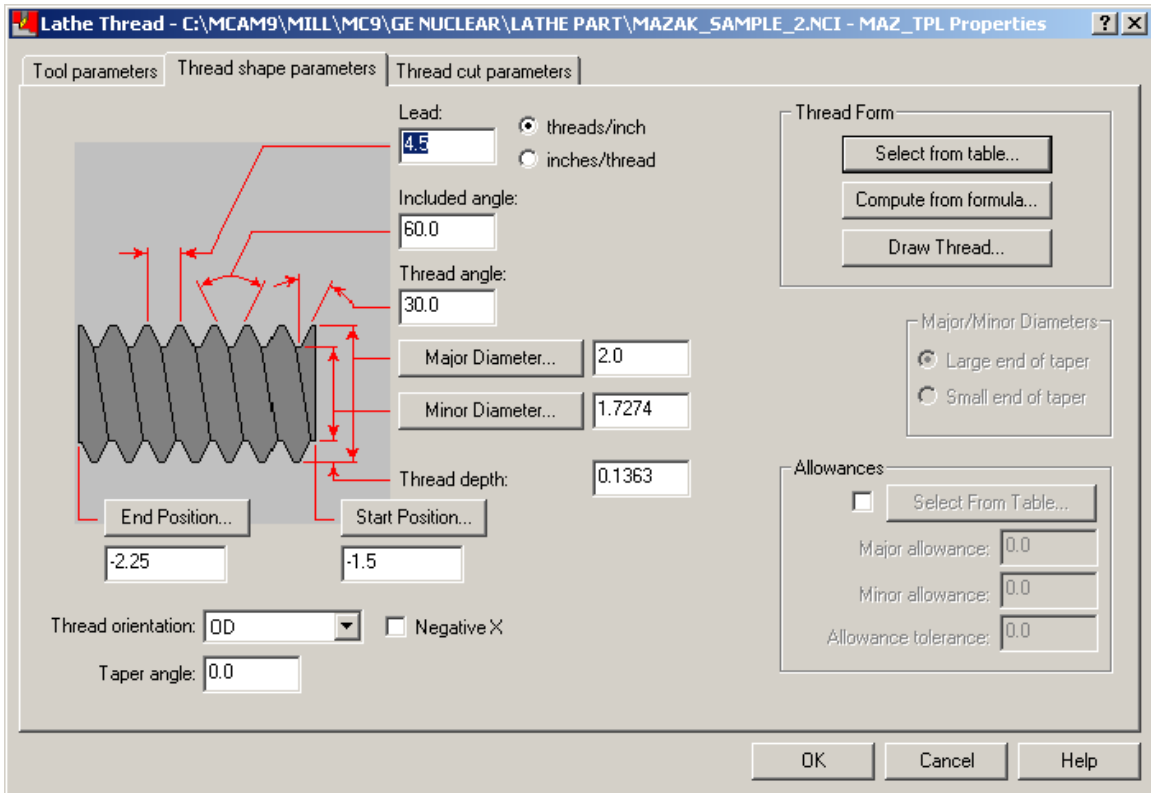 Lathe Thread - C:\MCAM9\MILL\MC9\GE NUCLEAR\LATHE PART\MAZAK_SAMPLE_2.NCI - MAZ_TPL Properties
Tool parameters
Thread shape parameters
Thread cut parameters
Lead:
4.5
threads/inch
inches/thread
Included angle:
60.0
Thread angle:
30.0
Major Diameter...
2.0
Minor Diameter...
1.7274
Thread depth:
0.1363
End Position...
Start Position...
-2.25
-1.5
Thread orientation:
OD
Negative X
Taper angle:
0.0
Thread Form
Select from table...
Compute from formula...
Draw Thread...
Major/Minor Diameters
Large end of taper
Small end of taper
Allowances
Select From Table...
Major allowance:
0.0
Minor allowance:
0.0
Allowance tolerance:
0.0
OK
Cancel
Help